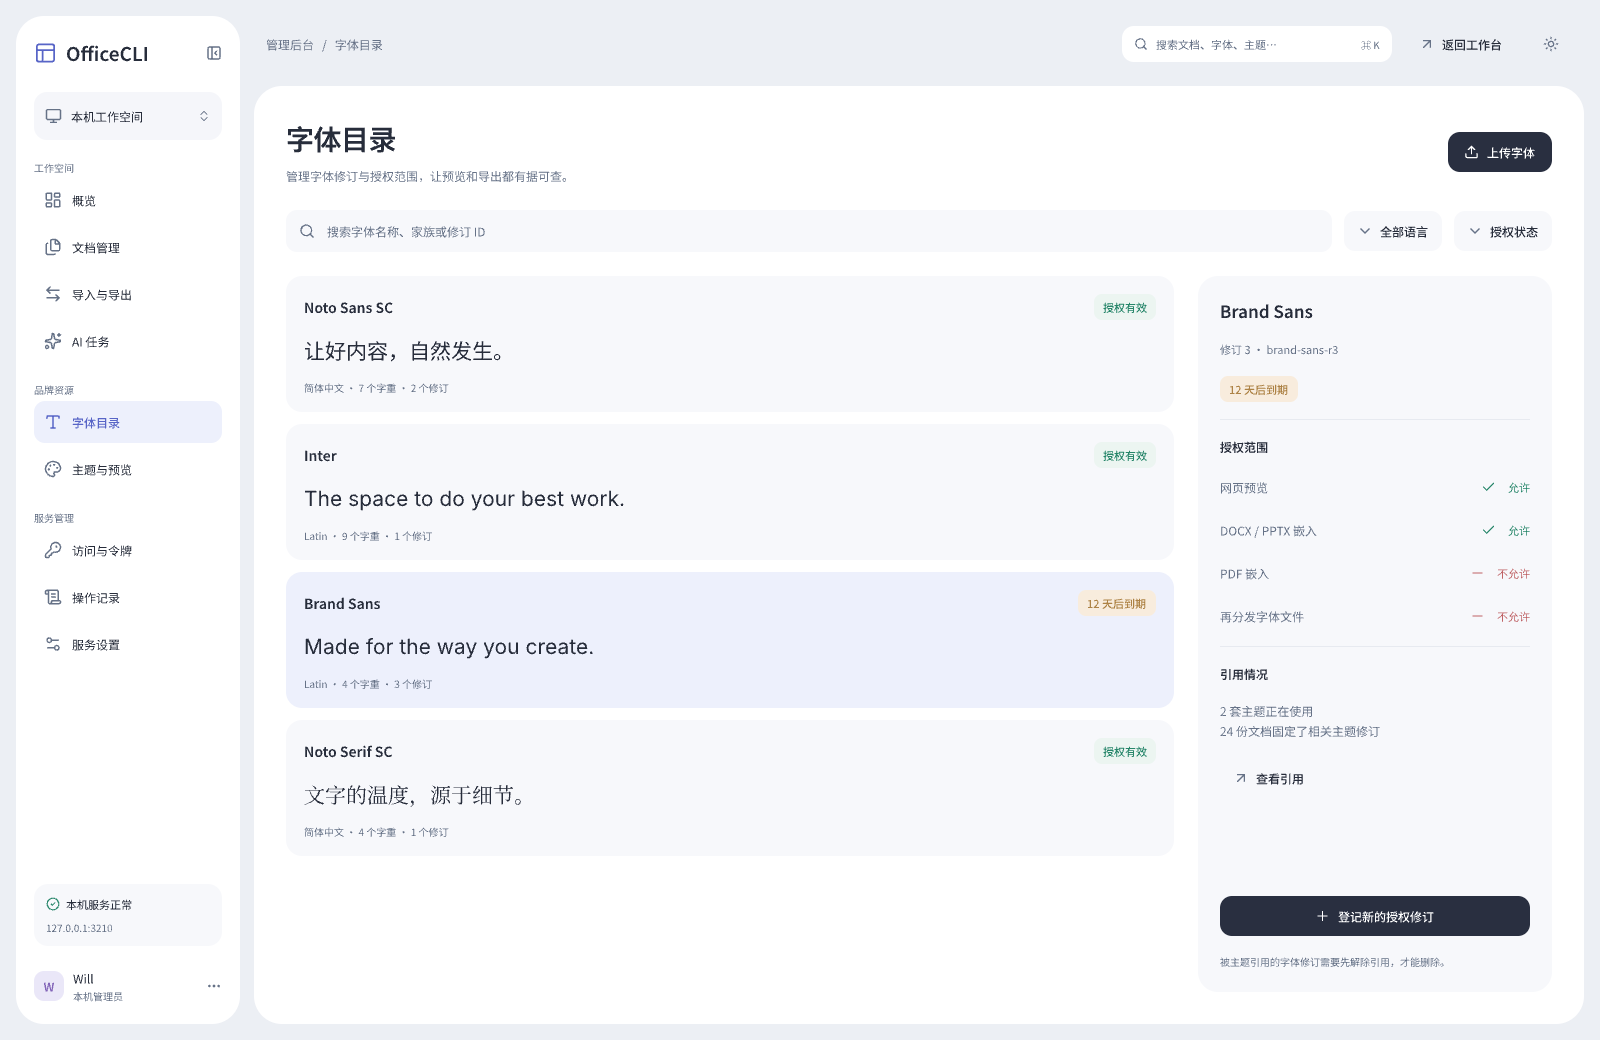 OfficeCLI
本机工作空间
工作空间
概览
文档管理
导入与导出
AI 任务
品牌资源
字体目录
主题与预览
服务管理
访问与令牌
操作记录
服务设置
本机服务正常
127.0.0.1:3210
W
Will
本机管理员
管理后台 / 字体目录
搜索文档、字体、主题…
⌘ K
返回工作台
字体目录
管理字体修订与授权范围，让预览和导出都有据可查。
上传字体
搜索字体名称、家族或修订 ID
全部语言
授权状态
Noto Sans SC
授权有效
让好内容，自然发生。
简体中文 · 7 个字重 · 2 个修订
Inter
授权有效
The space to do your best work.
Latin · 9 个字重 · 1 个修订
Brand Sans
12 天后到期
Made for the way you create.
Latin · 4 个字重 · 3 个修订
Noto Serif SC
授权有效
文字的温度，源于细节。
简体中文 · 4 个字重 · 1 个修订
Brand Sans
修订 3 · brand-sans-r3
12 天后到期
授权范围
网页预览 允许
DOCX / PPTX 嵌入 允许
PDF 嵌入 不允许
再分发字体文件 不允许
引用情况
2 套主题正在使用
24 份文档固定了相关主题修订
查看引用
登记新的授权修订
被主题引用的字体修订需要先解除引用，才能删除。